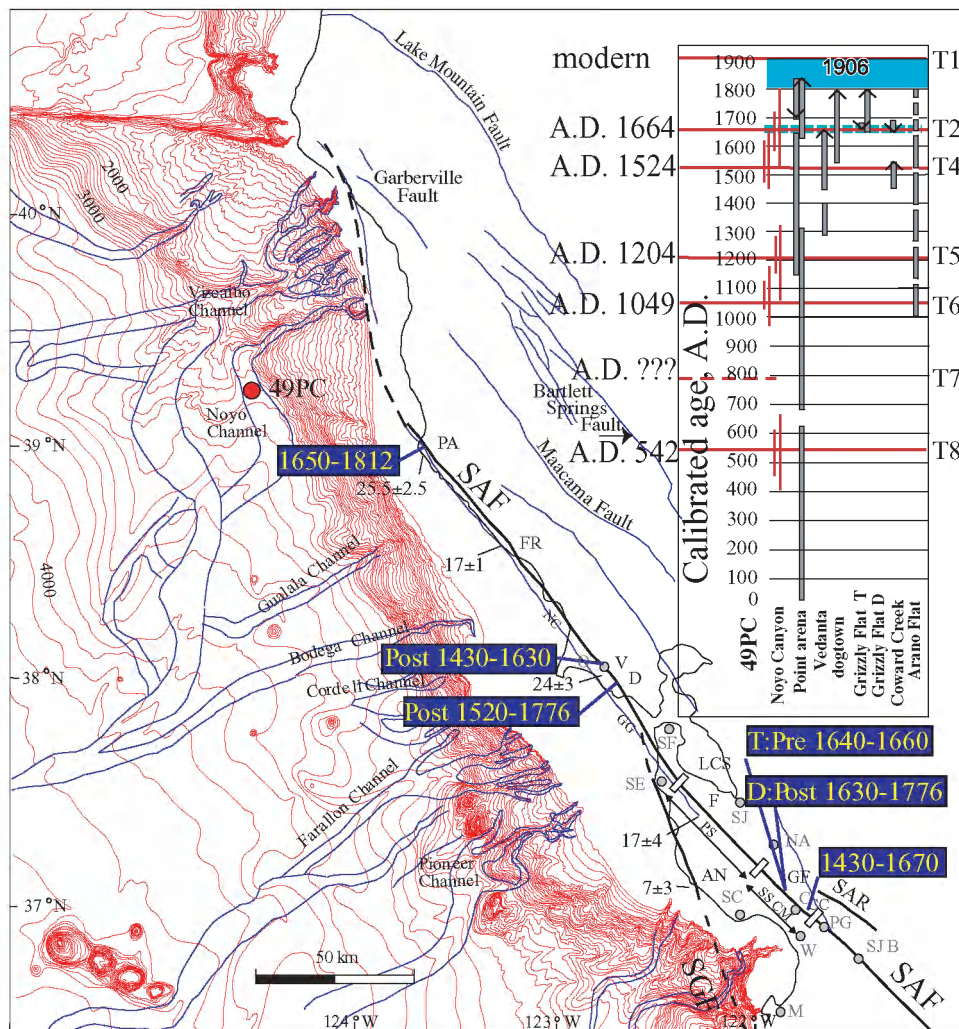 Lake Mountain Fault
Garberville
Fault
2000
3000
4000
40°N
39°N
38°N
37°N
Vizcaino
Channel
49PC
Noyo
Channel
1650-1812
PA
25.5±2.5
SAF
FR
17±1
Gualala Channel
Bodega Channel
Cordell Channel
Farallon Channel
Pioneer
Channel
NC
Post 1430-1630
V
24±3
D
Post 1520-1776
GG
SF
LCS
SE
F
SJ
PS
17±4
T:Pre 1640-1660
D:Post 1630-1776
NA
1430-1670
GF
SAR
AN
7±3
SC
SS CM
CC
PG
W
SJB
SAF
SGF
M
50 km
124°W
123°W
122°W
Bartlett
Springs
Fault
Maacama Fault
modern
A.D. 1664
A.D. 1524
A.D. 1204
A.D. 1049
A.D. ???
A.D. 542
Calibrated age, A.D.
1900
1800
1700
1600
1500
1400
1300
1200
1100
1000
900
800
700
600
500
400
300
200
100
0
1906
T1
T2
T4
T5
T6
T7
T8
49PC
Noyo Canyon
Point arena
Vedanta
dogtown
Grizzly Flat T
Grizzly Flat D
Coward Creek
Arano Flat